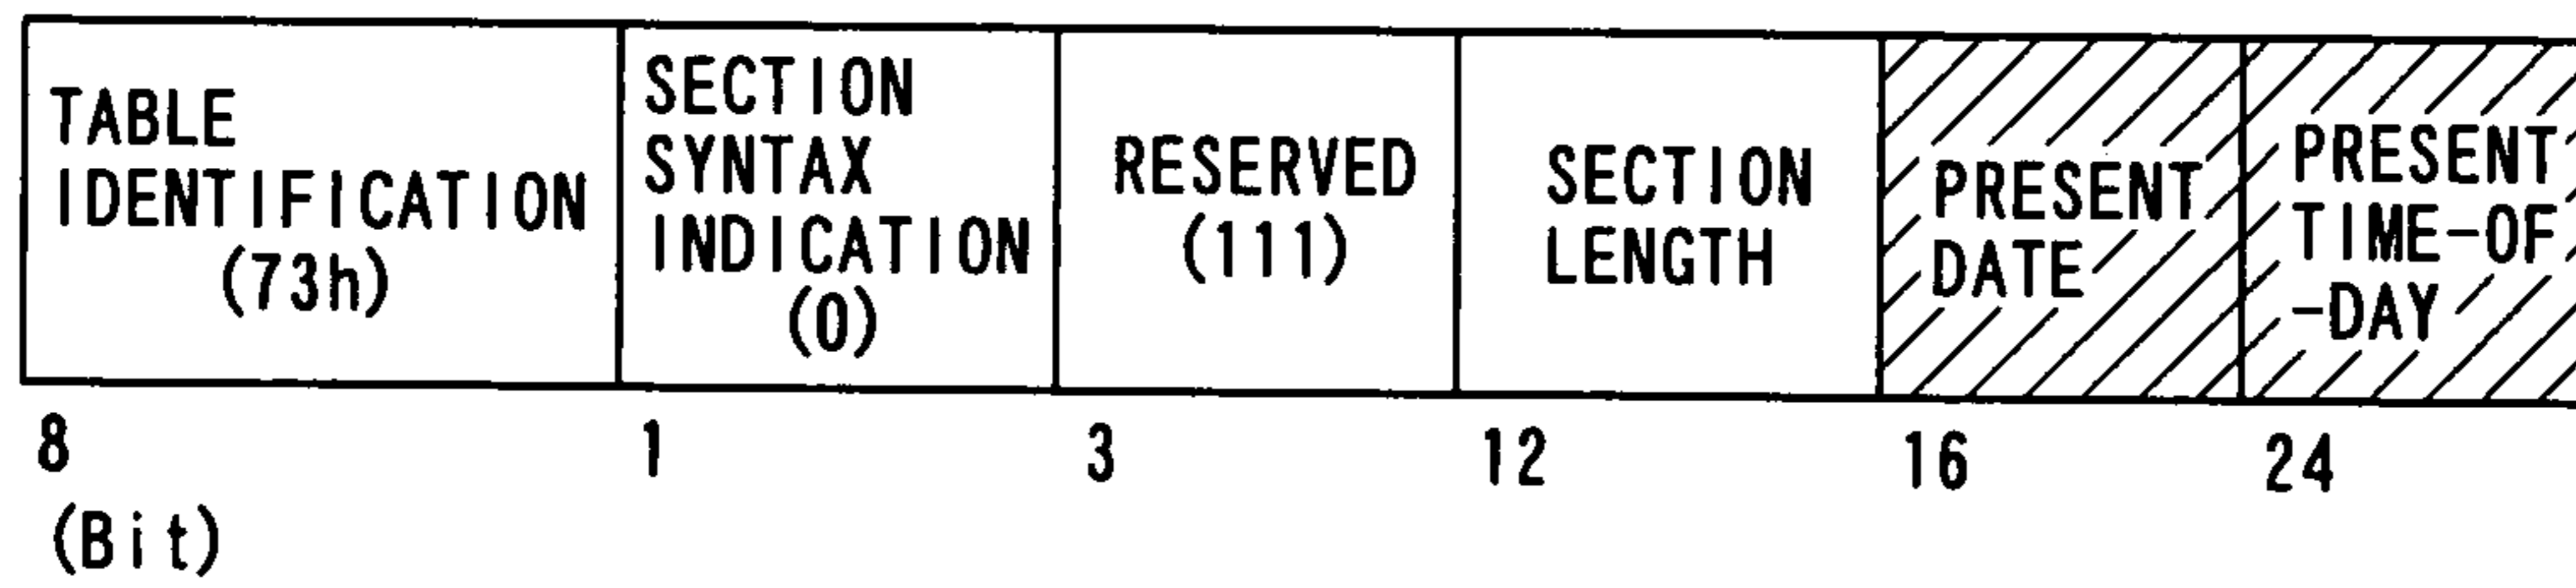 TABLE
IDENTIFICATION
(73h)
SECTION
SYNTAX
INDICATION
(0)
RESERVED
(111)
SECTION
LENGTH
PRESENT
DATE
PRESENT
TIME-OF
-DAY
8
1
3
12
16
24
(Bit)